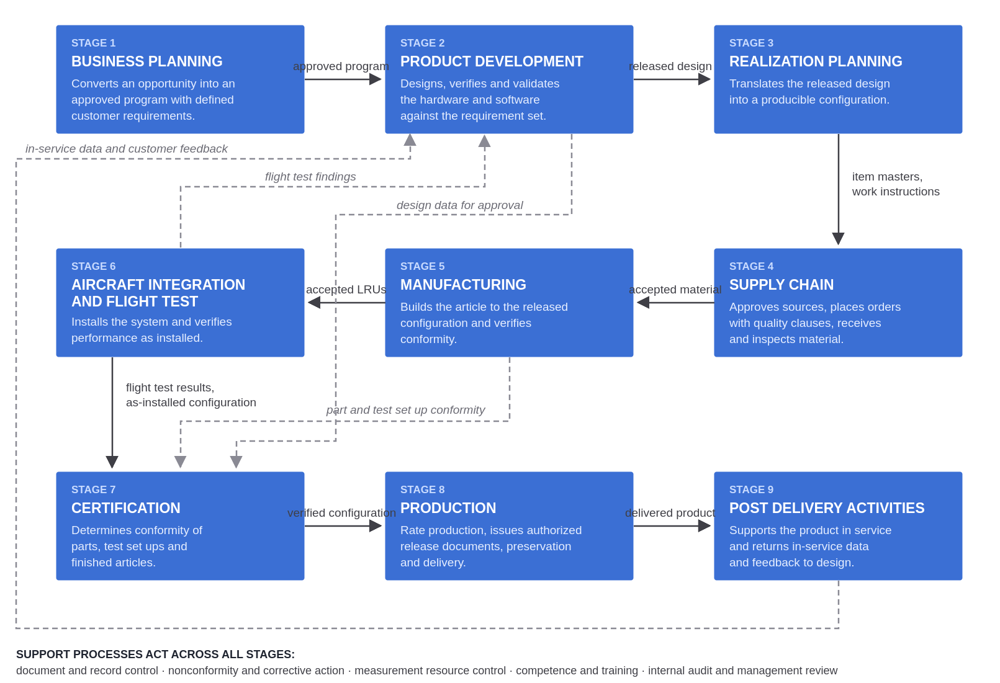 STAGE 1
BUSINESS PLANNING
Converts an opportunity into an
approved program with defined
customer requirements.
approved program
STAGE 2
PRODUCT DEVELOPMENT
Designs, verifies and validates
the hardware and software
against the requirement set.
released design
STAGE 3
REALIZATION PLANNING
Translates the released design
into a producible configuration.
in-service data and customer feedback
flight test findings
design data for approval
item masters,
work instructions
STAGE 6
AIRCRAFT INTEGRATION
AND FLIGHT TEST
Installs the system and verifies
performance as installed.
accepted LRUs
STAGE 5
MANUFACTURING
Builds the article to the released
configuration and verifies
conformity.
accepted material
STAGE 4
SUPPLY CHAIN
Approves sources, places orders
with quality clauses, receives
and inspects material.
flight test results,
as-installed configuration
part and test set up conformity
STAGE 7
CERTIFICATION
Determines conformity of
parts, test set ups and
finished articles.
verified configuration
STAGE 8
PRODUCTION
Rate production, issues authorized
release documents, preservation
and delivery.
delivered product
STAGE 9
POST DELIVERY ACTIVITIES
Supports the product in service
and returns in-service data
and feedback to design.
SUPPORT PROCESSES ACT ACROSS ALL STAGES:
document and record control · nonconformity and corrective action · measurement resource control · competence and training · internal audit and management review